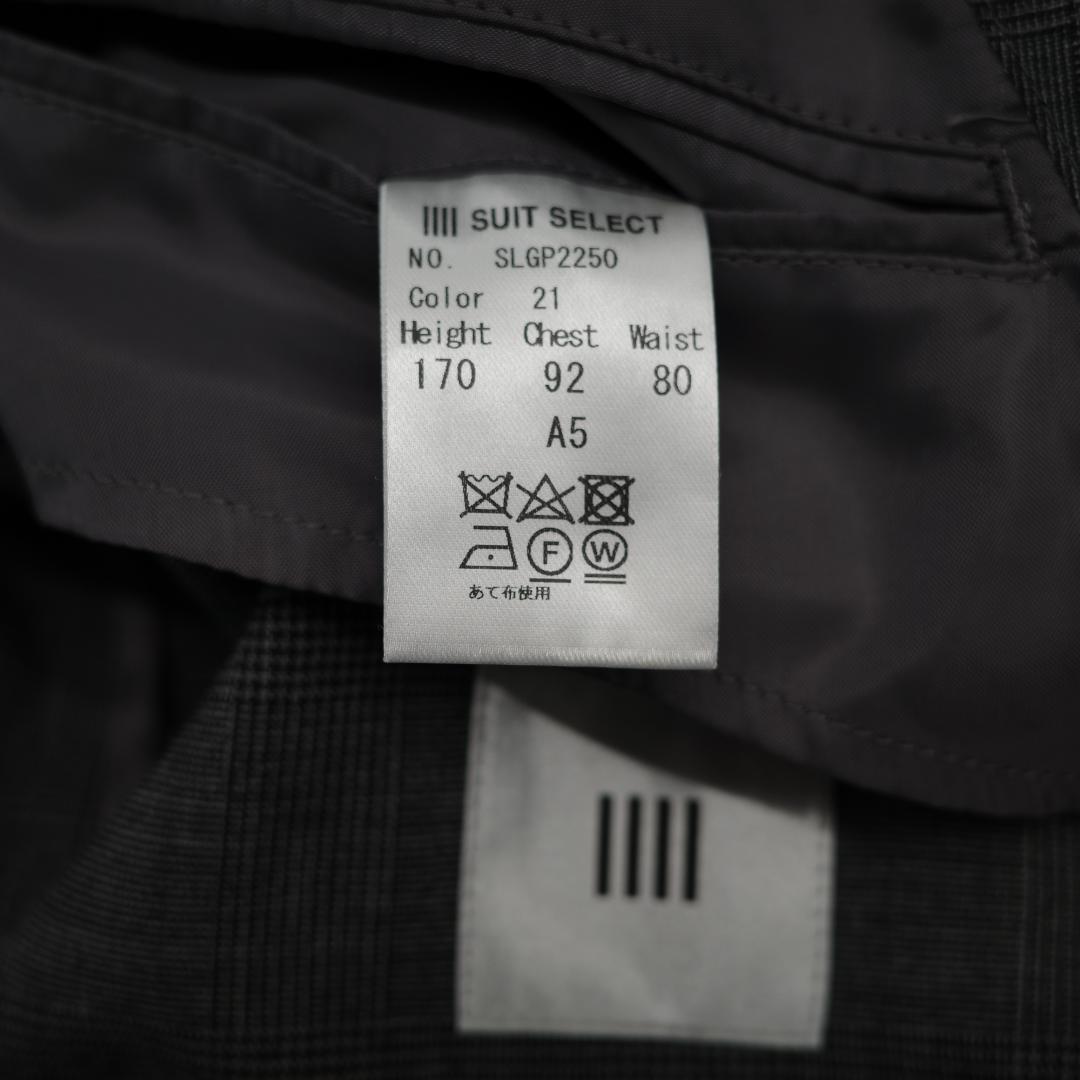 SUIT SELECT
NO. SLGP2250
Color 21
Height Chest Waist
170 92 80
A5
F W
あて布使用